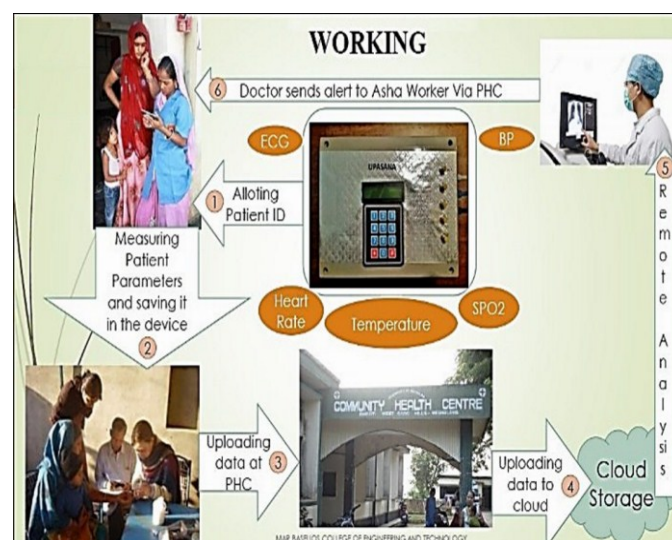 WORKING
6 Doctor sends alert to Asha Worker Via PHC
ECG
BP
UPASANA
1 Alloting
Patient ID
5 Remote Analysis
Measuring
Patient
Parameters
and saving it
in the device
2
Heart
Rate
Temperature
SPO2
COMMUNITY HEALTH CENTRE
Uploading
data at
PHC
3
Uploading
data to
cloud
4
Cloud
Storage
MAR BASELIOS COLLEGE OF ENGINEERING AND TECHNOLOGY